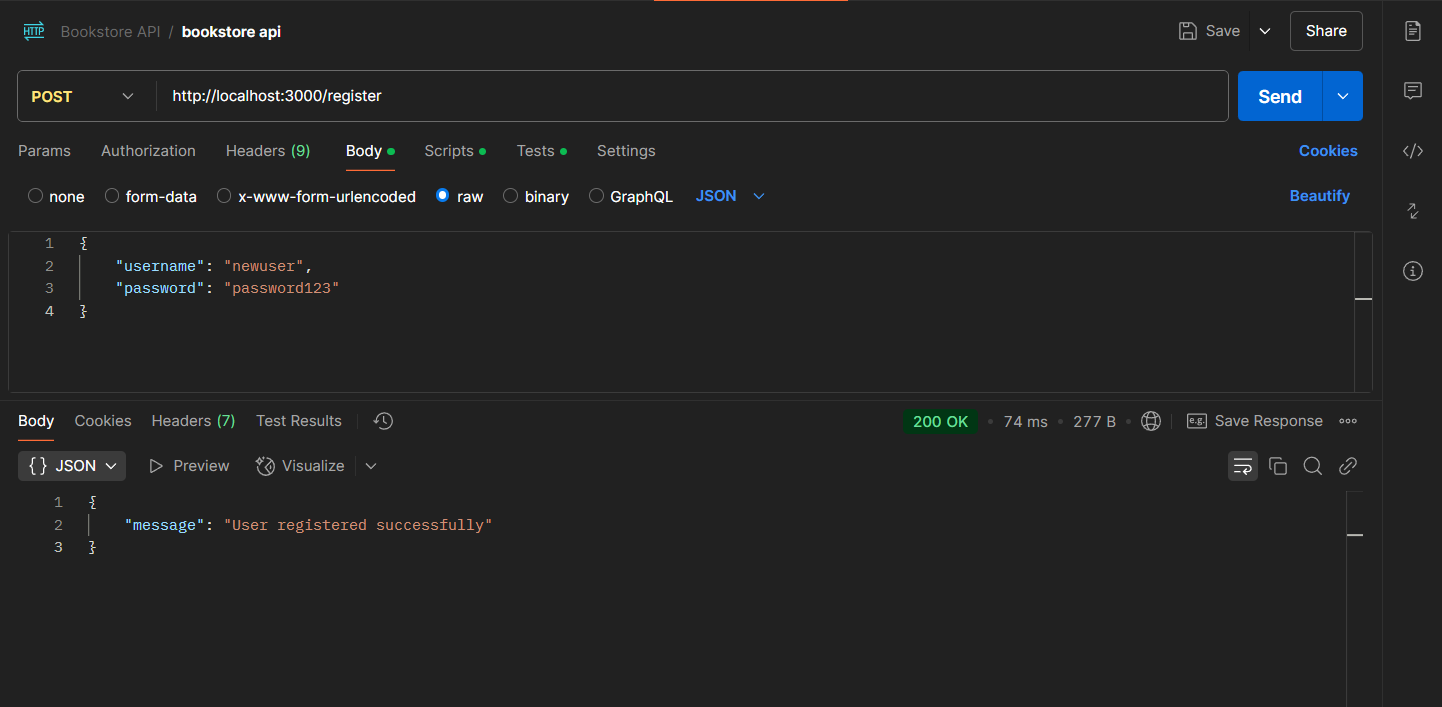 HTTP Bookstore API / bookstore api Save Share
POST http://localhost:3000/register Send
Params Authorization Headers (9) Body Scripts Tests Settings Cookies
none form-data x-www-form-urlencoded raw binary GraphQL JSON Beautify
1 {
2 "username": "newuser",
3 "password": "password123"
4 }
Body Cookies Headers (7) Test Results 200 OK • 74 ms • 277 B • e.g. Save Response
{} JSON Preview Visualize
1 {
2 "message": "User registered successfully"
3 }